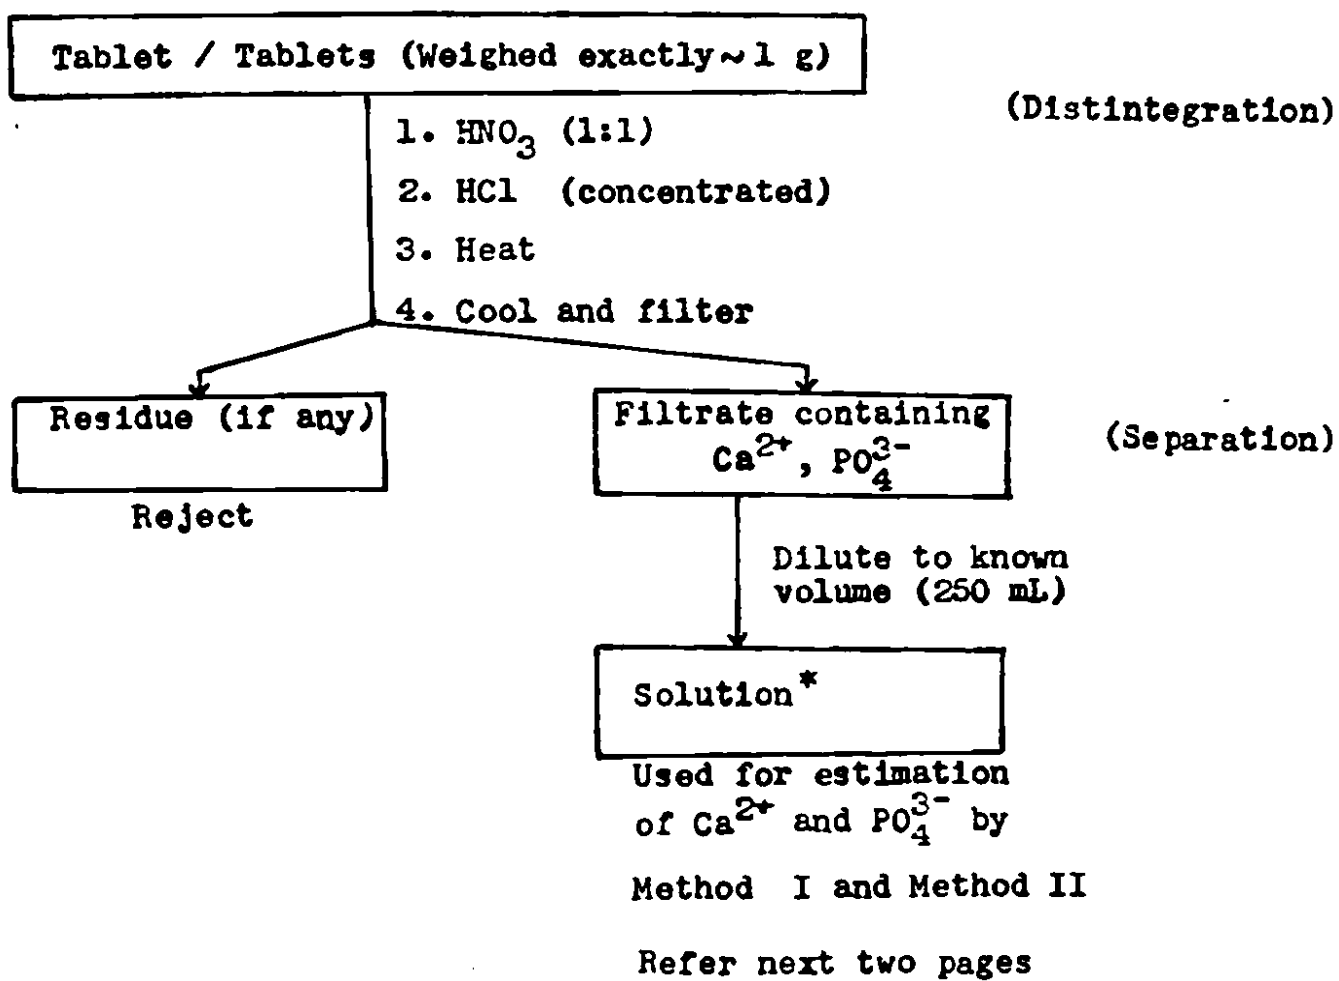 Tablet / Tablets (Weighed exactly ~ 1 g)
(Distintegration)
1. HNO₃ (1:1)
2. HCl (concentrated)
3. Heat
4. Cool and filter
Residue (if any)
Reject
Filtrate containing
Ca²⁺, PO₄³⁻
(Separation)
Dilute to known
volume (250 mL)
Solution*
Used for estimation
of Ca²⁺ and PO₄³⁻ by
Method I and Method II
Refer next two pages